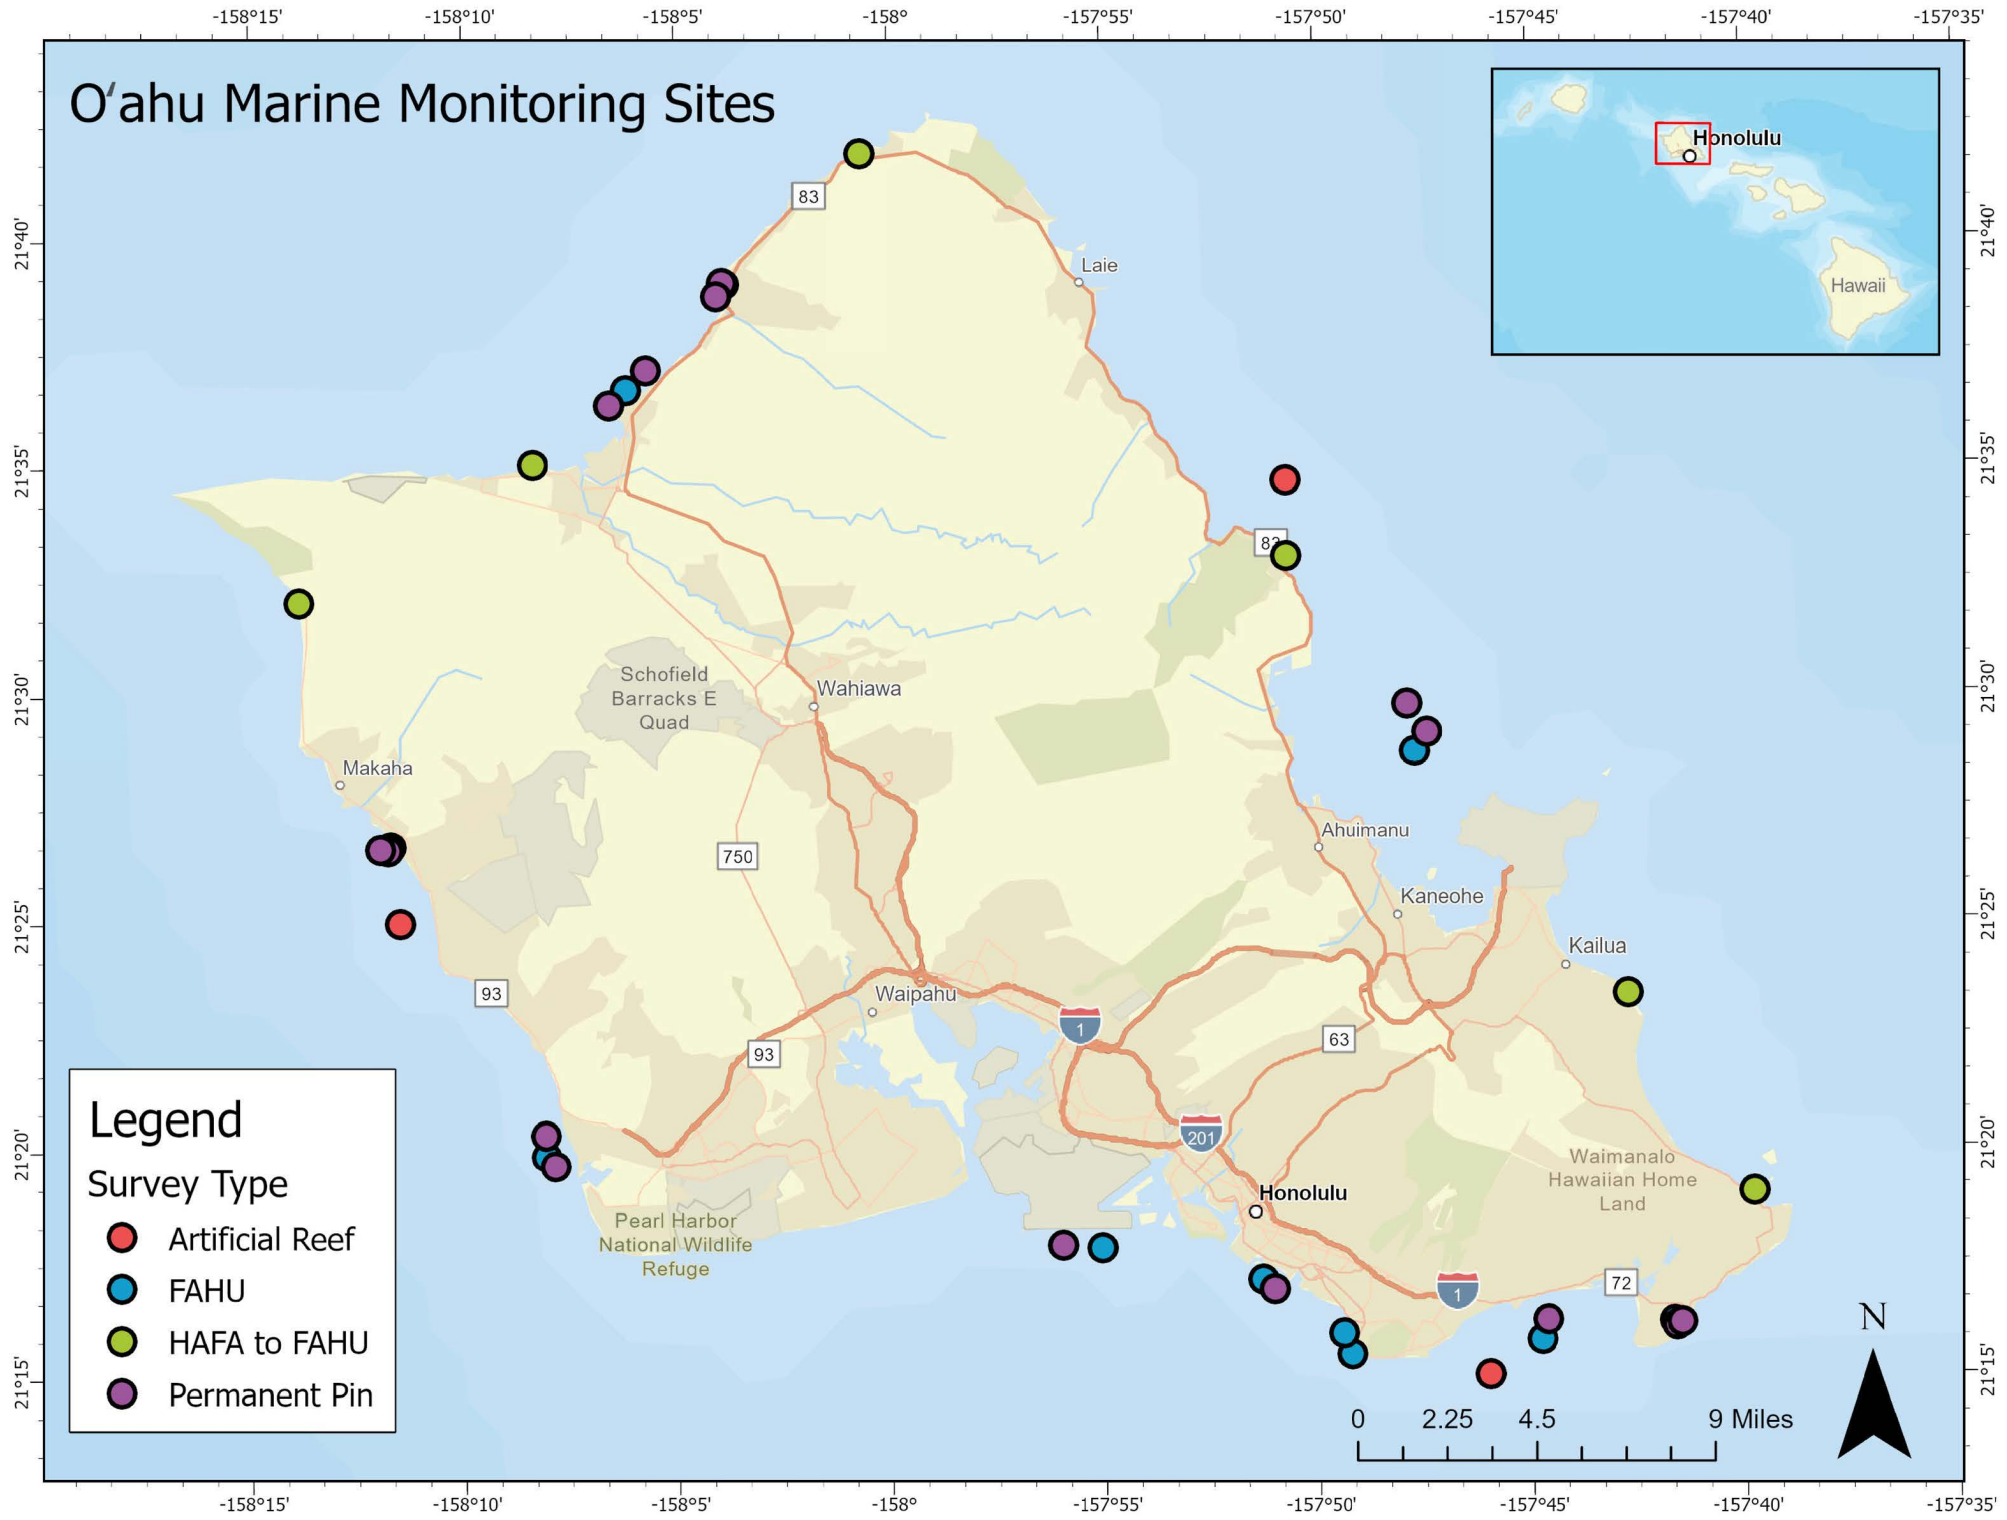 -158°15' -158°10' -158°5' -158° -157°55' -157°50' -157°45' -157°40' -157°35'
Oʻahu Marine Monitoring Sites
Honolulu
Hawaii
83
Laie
21°40' 21°40'
21°35' 21°35'
83
Schofield
Barracks E
Quad
Wahiawa
21°30' 21°30'
Makaha
Ahuimanu
750
Kaneohe
21°25' 21°25'
Kailua
93
Waipahu
1
63
93
201
21°20' 21°20'
Waimanalo
Hawaiian Home
Land
Honolulu
Pearl Harbor
National Wildlife
Refuge
72
1
Legend
Survey Type
Artificial Reef
FAHU
HAFA to FAHU
Permanent Pin
N
21°15' 21°15'
0 2.25 4.5 9 Miles
-158°15' -158°10' -158°5' -158° -157°55' -157°50' -157°45' -157°40' -157°35'